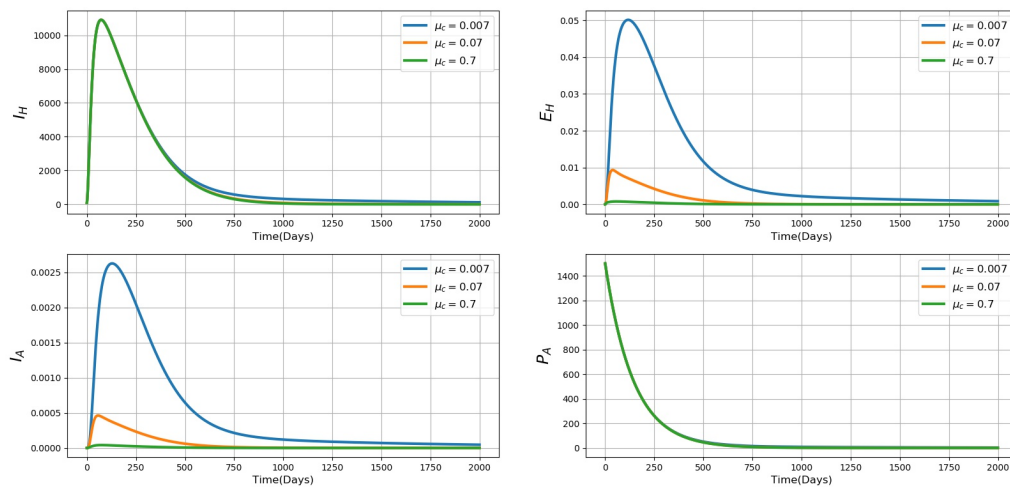 10000
8000
6000
4000
2000
0
I_H
μ_c = 0.007
μ_c = 0.07
μ_c = 0.7
0 250 500 750 1000 1250 1500 1750 2000
Time(Days)
0.05
0.04
0.03
0.02
0.01
0.00
E_H
μ_c = 0.007
μ_c = 0.07
μ_c = 0.7
0 250 500 750 1000 1250 1500 1750 2000
Time(Days)
0.0025
0.0020
0.0015
0.0010
0.0005
0.0000
I_A
μ_c = 0.007
μ_c = 0.07
μ_c = 0.7
0 250 500 750 1000 1250 1500 1750 2000
Time(Days)
1400
1200
1000
800
600
400
200
0
P_A
μ_c = 0.007
μ_c = 0.07
μ_c = 0.7
0 250 500 750 1000 1250 1500 1750 2000
Time(Days)